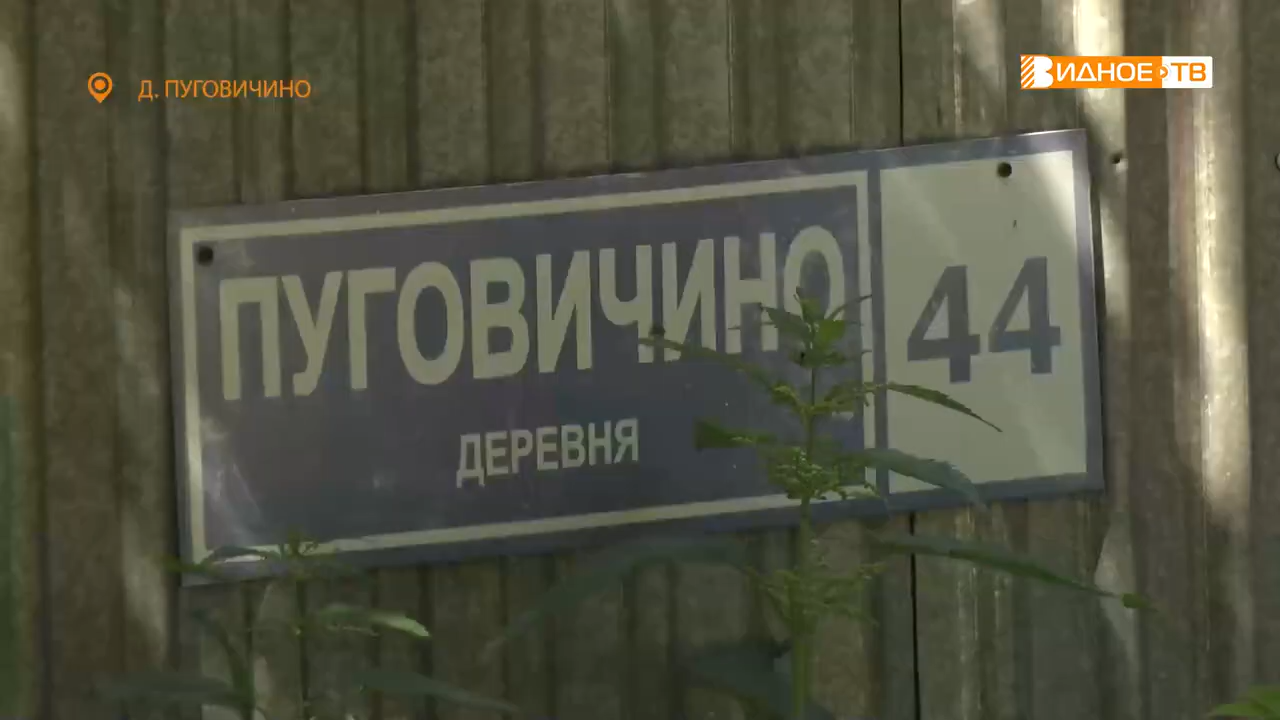 Д. ПУГОВИЧИНО
ВИДНОЕ ТВ
ПУГОВИЧИНО
44
ДЕРЕВНЯ